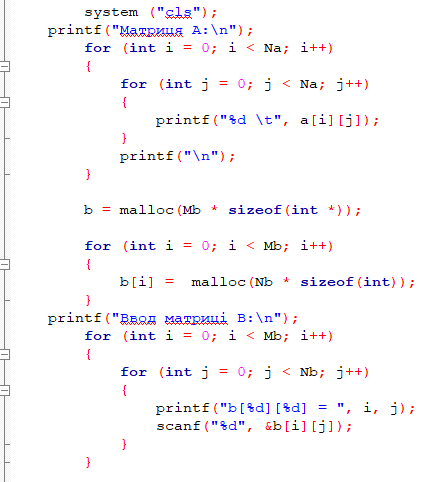 system ("cls");
printf("Матриця А:\n");
for (int i = 0; i < Na; i++)
{
for (int j = 0; j < Na; j++)
{
printf("%d \t", a[i][j]);
}
printf("\n");
}
b = malloc(Mb * sizeof(int *));
for (int i = 0; i < Mb; i++)
{
b[i] =  malloc(Nb * sizeof(int));
}
printf("Ввод матриці В:\n");
for (int i = 0; i < Mb; i++)
{
for (int j = 0; j < Nb; j++)
{
printf("b[%d][%d] = ", i, j);
scanf("%d", &b[i][j]);
}
}